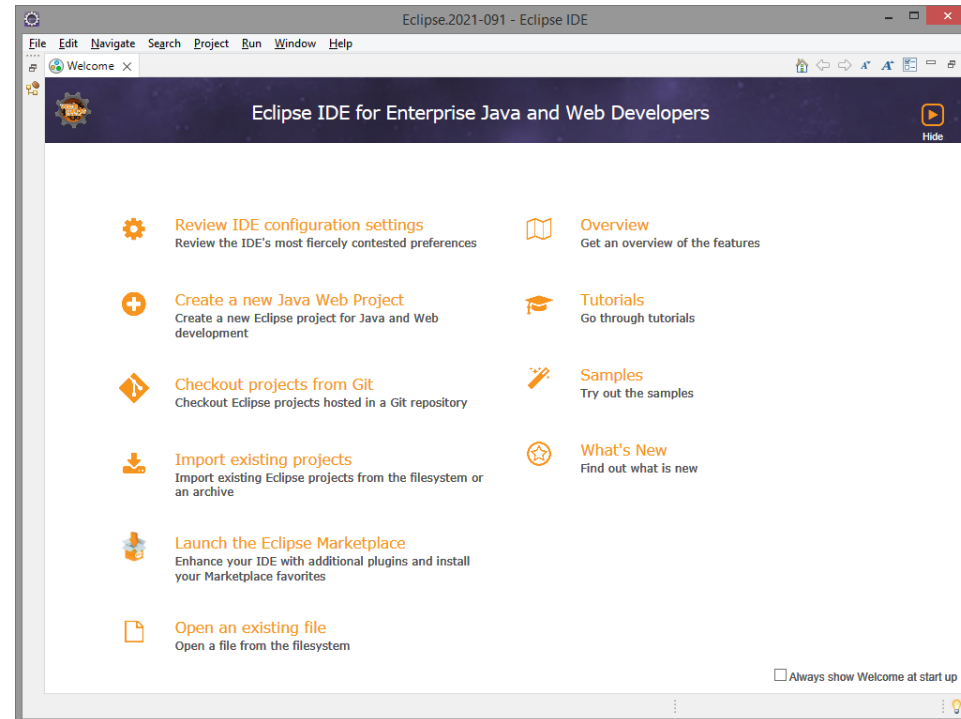 Eclipse.2021-091 - Eclipse IDE
File Edit Navigate Search Project Run Window Help
Welcome
Eclipse IDE for Enterprise Java and Web Developers
Hide
Review IDE configuration settings
Review the IDE's most fiercely contested preferences
Create a new Java Web Project
Create a new Eclipse project for Java and Web
development
Checkout projects from Git
Checkout Eclipse projects hosted in a Git repository
Import existing projects
Import existing Eclipse projects from the filesystem or
an archive
Launch the Eclipse Marketplace
Enhance your IDE with additional plugins and install
your Marketplace favorites
Open an existing file
Open a file from the filesystem
Overview
Get an overview of the features
Tutorials
Go through tutorials
Samples
Try out the samples
What's New
Find out what is new
Always show Welcome at start up